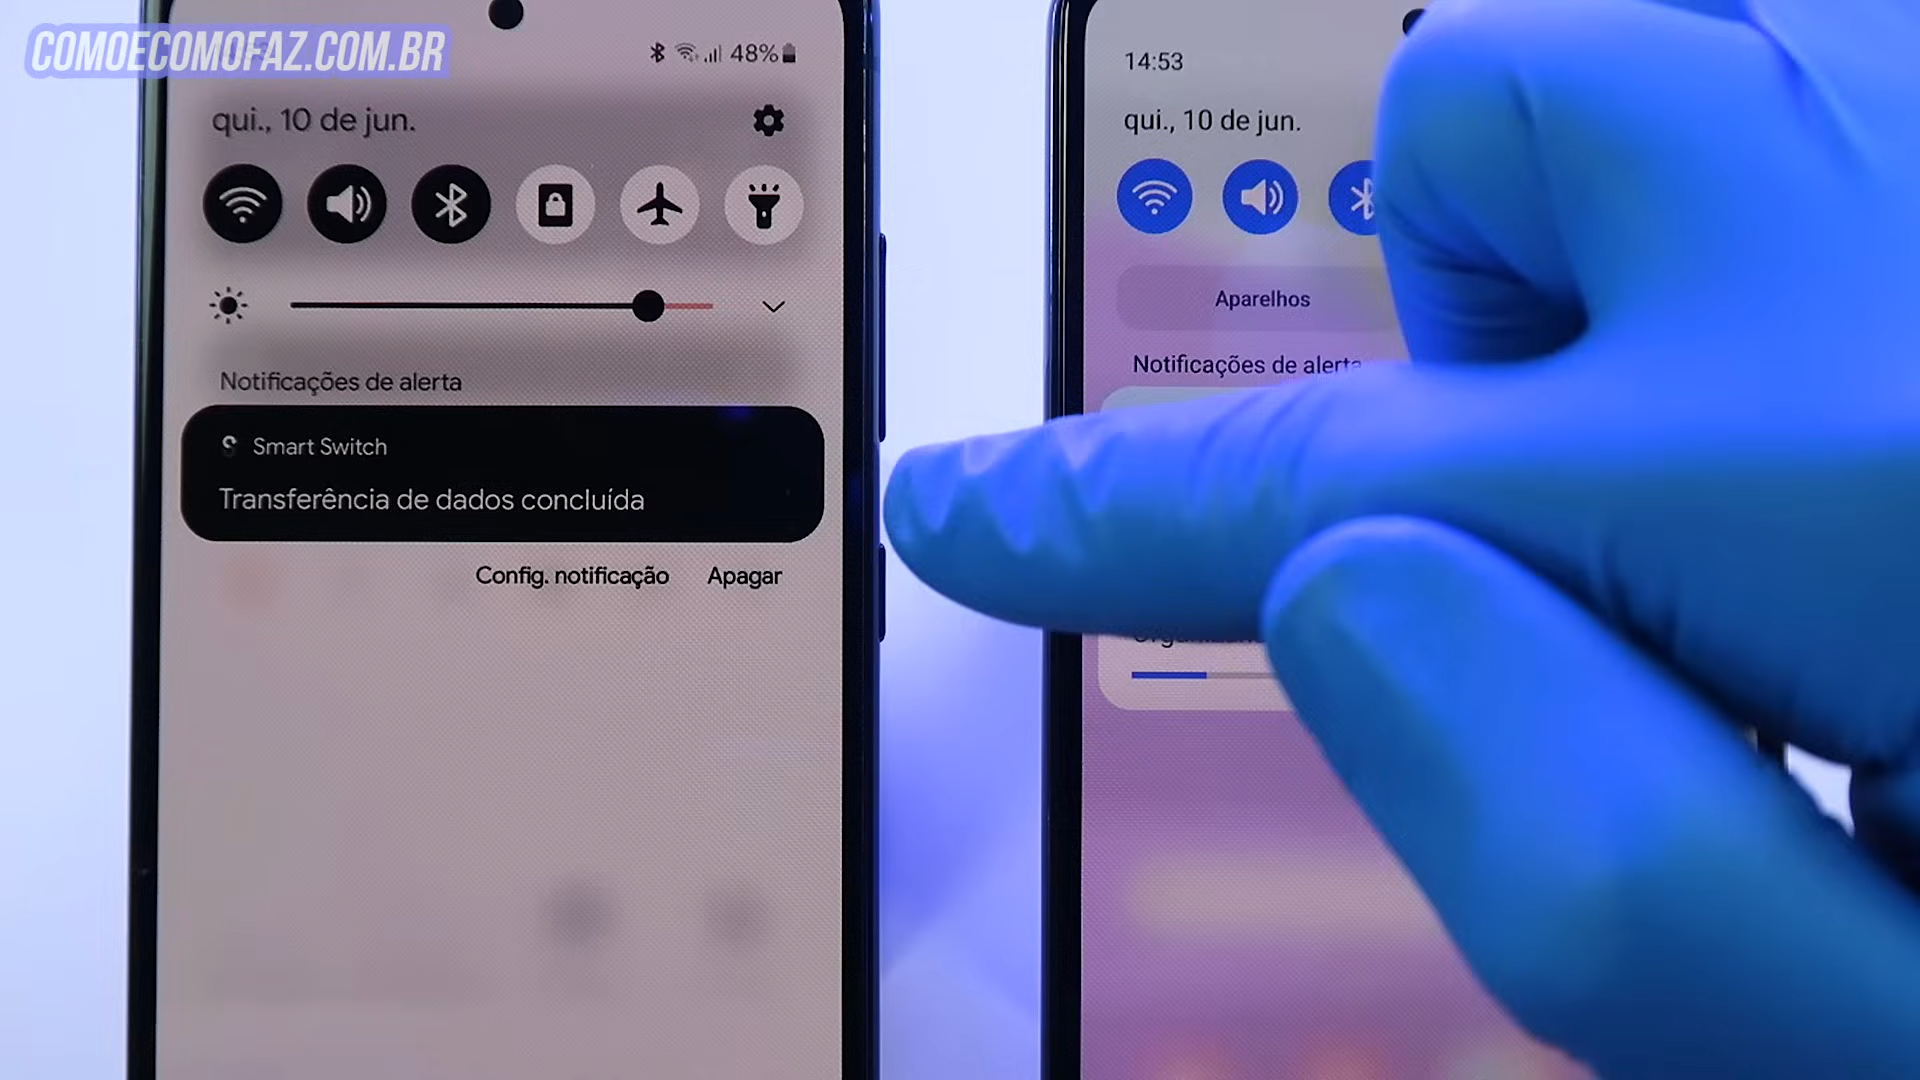 COMOECOMOFAZ.COM.BR
48%
qui., 10 de jun.
Notificações de alerta
Smart Switch
Transferência de dados concluída
Config. notificação Apagar
14:53
qui., 10 de jun.
Aparelhos
Notificações de alerta